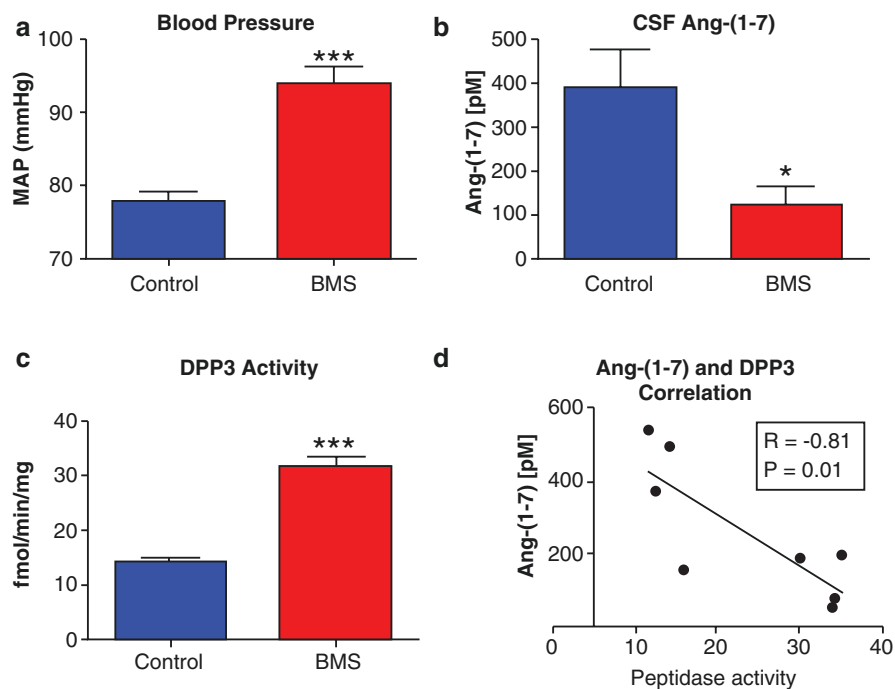 a
Blood Pressure
MAP (mmHg)
100
90
80
70
***
Control
BMS
b
CSF Ang-(1-7)
Ang-(1-7) [pM]
500
400
300
200
100
0
*
Control
BMS
c
DPP3 Activity
fmol/min/mg
40
30
20
10
0
***
Control
BMS
d
Ang-(1-7) and DPP3
Correlation
Ang-(1-7) [pM]
600
400
200
R = -0.81
P = 0.01
0
10
20
30
40
Peptidase activity